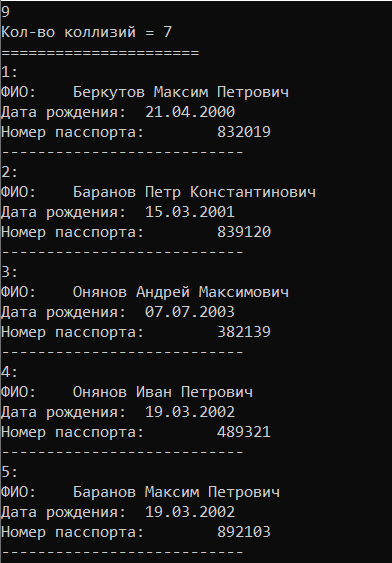 9
Кол-во коллизий = 7
======================
1:
ФИО:    Беркутов Максим Петрович
Дата рождения:  21.04.2000
Номер паспорта:        832019
---------------------------
2:
ФИО:    Баранов Петр Константинович
Дата рождения:  15.03.2001
Номер паспорта:        839120
---------------------------
3:
ФИО:    Онянов Андрей Максимович
Дата рождения:  07.07.2003
Номер паспорта:        382139
---------------------------
4:
ФИО:    Онянов Иван Петрович
Дата рождения:  19.03.2002
Номер паспорта:        489321
---------------------------
5:
ФИО:    Баранов Максим Петрович
Дата рождения:  19.03.2002
Номер паспорта:        892103
---------------------------